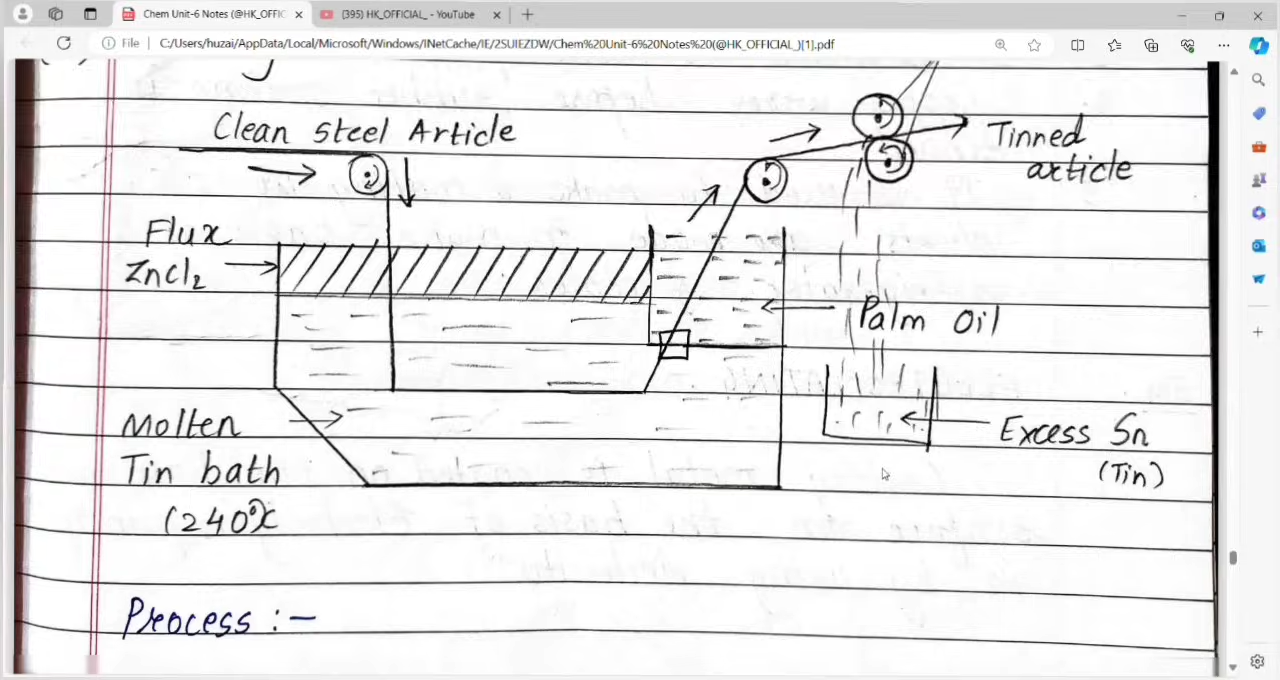 Chem Unit-6 Notes (@HK_OFFIC
(395) HK_OFFICIAL_ - YouTube
File
C:/Users/huzai/AppData/Local/Microsoft/Windows/INetCache/IE/2SUIEZDW/Chem%20Unit-6%20Notes%20(@HK_OFFICIAL_)[1].pdf
Clean Steel Article
Tinned
article
Flux
ZnCl2
Palm Oil
Molten
Tin bath
(240°C
Excess Sn
(Tin)
Process :-